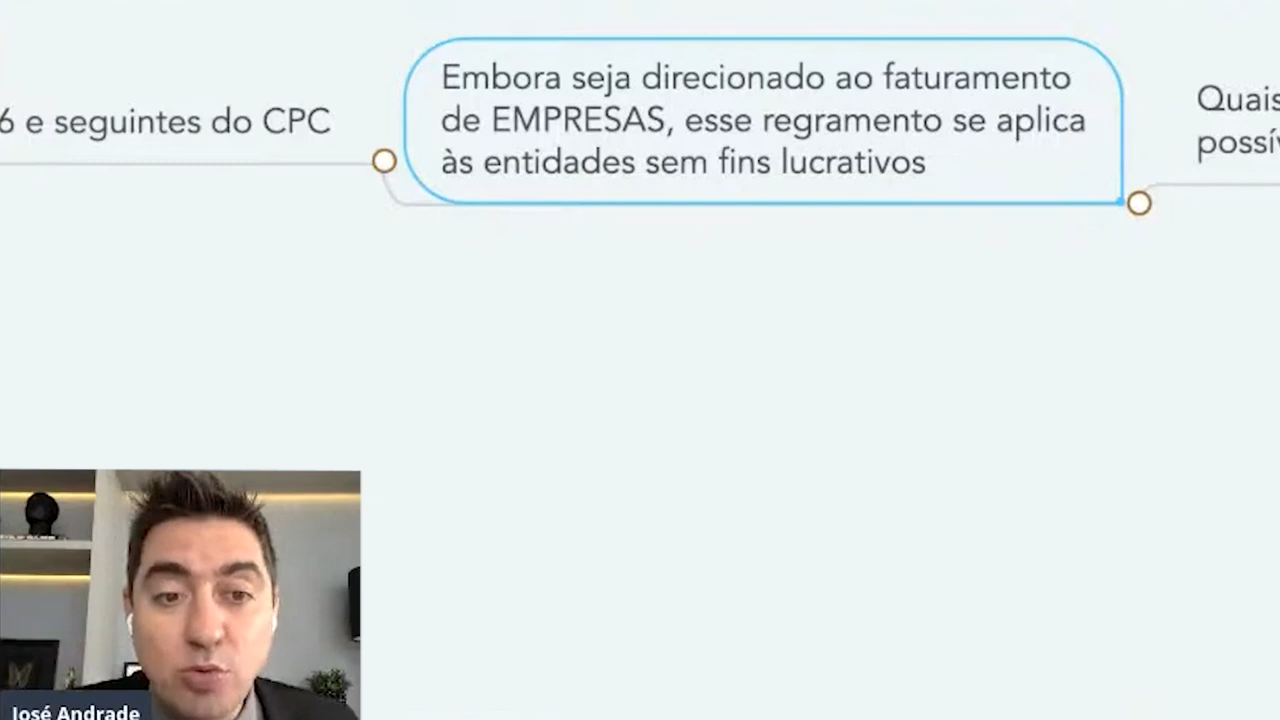 6 e seguintes do CPC
Embora seja direcionado ao faturamento
de EMPRESAS, esse regramento se aplica
às entidades sem fins lucrativos
Quais
José Andrade